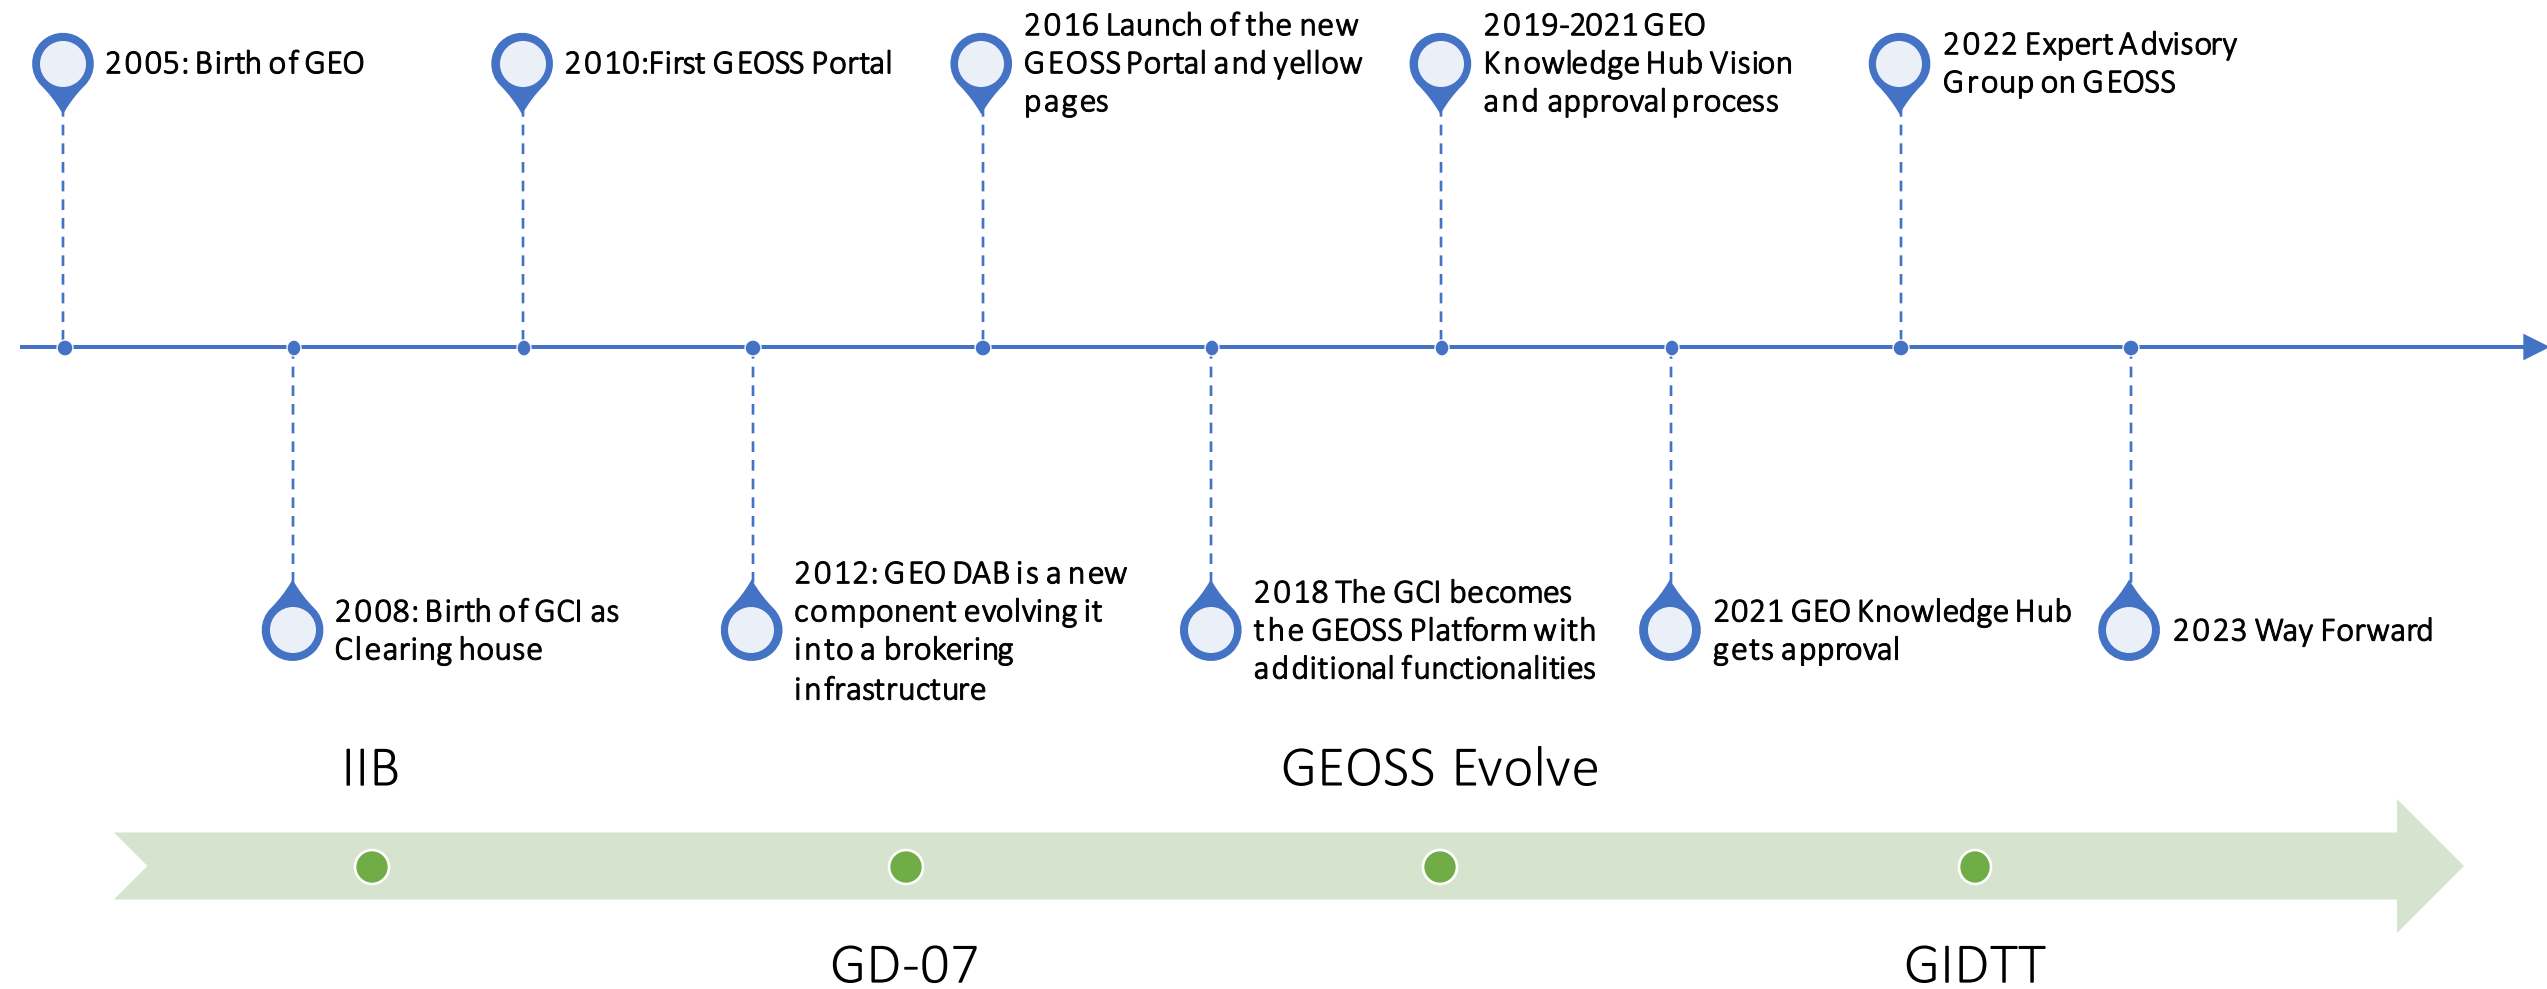 2005: Birth of GEO
2010:First GEOSS Portal
2016 Launch of the new
GEOSS Portal and yellow
pages
2019-2021 GEO
Knowledge Hub Vision
and approval process
2022 Expert Advisory
Group on GEOSS
2008: Birth of GCI as
Clearing house
2012: GEO DAB is a new
component evolving it
into a brokering
infrastructure
2018 The GCI becomes
the GEOSS Platform with
additional functionalities
2021 GEO Knowledge Hub
gets approval
2023 Way Forward
IIB
GEOSS Evolve
GD-07
GIDTT